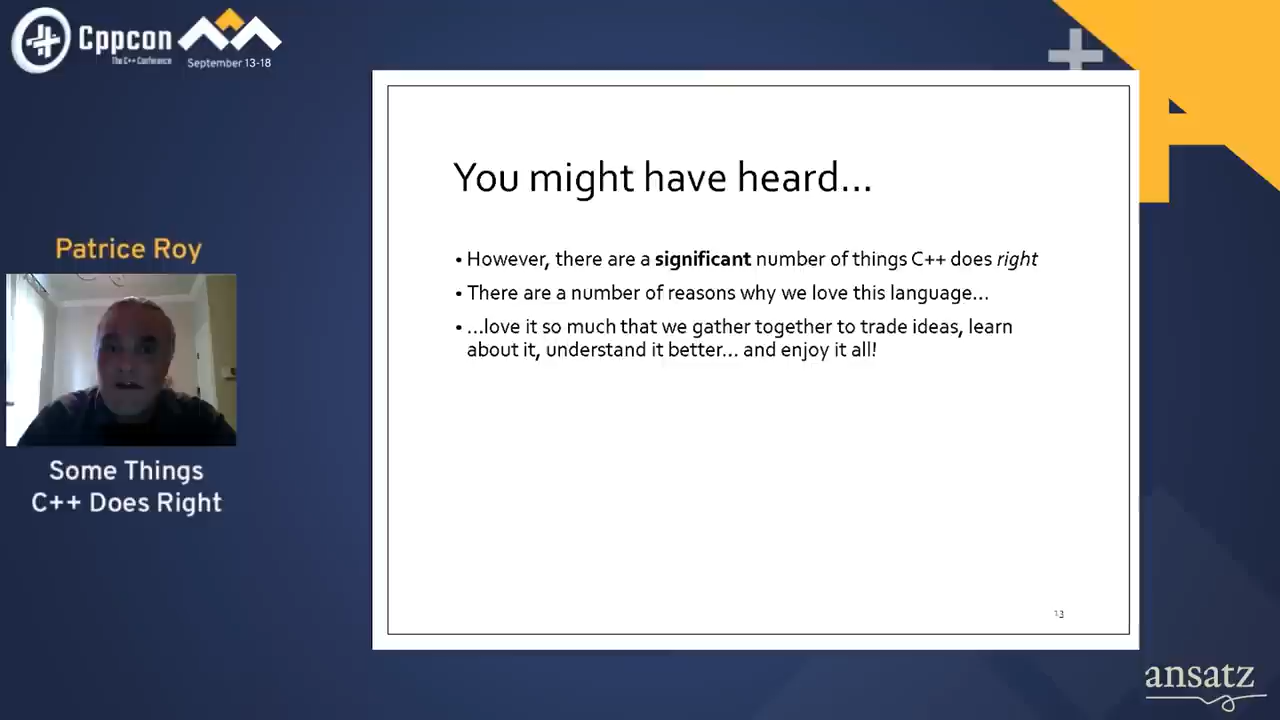 Cppcon
The C++ Conference
September 13-18
You might have heard...
• However, there are a significant number of things C++ does right
• There are a number of reasons why we love this language...
• ...love it so much that we gather together to trade ideas, learn
about it, understand it better... and enjoy it all!
13
Patrice Roy
Some Things
C++ Does Right
ansatz